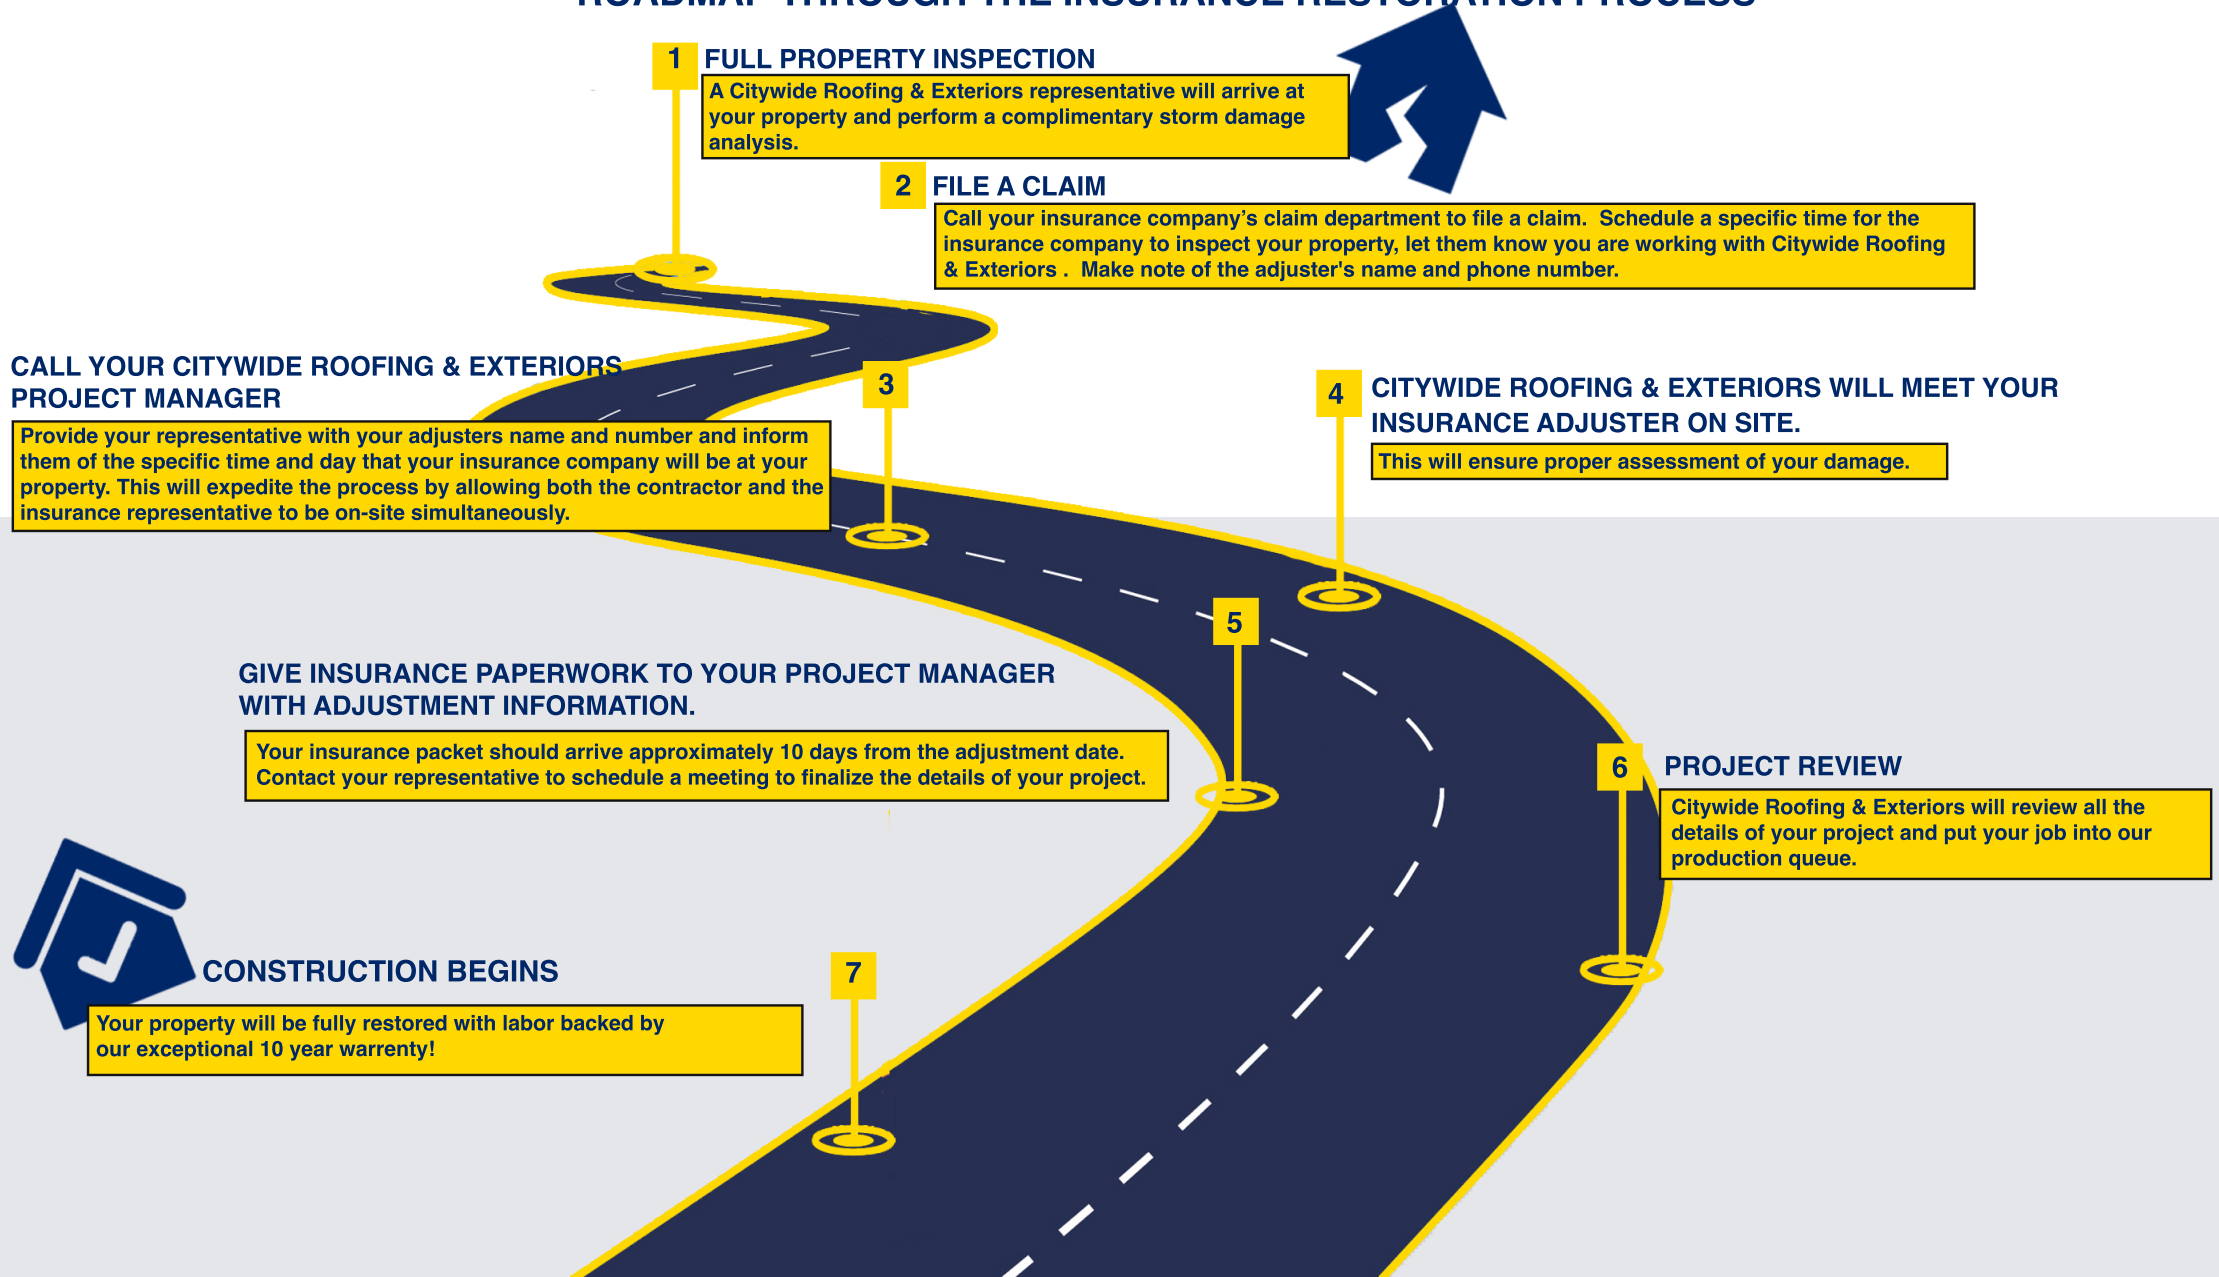 ROADMAP THROUGH THE INSURANCE RESTORATION PROCESS
1
FULL PROPERTY INSPECTION
A Citywide Roofing & Exteriors representative will arrive at
your property and perform a complimentary storm damage
analysis.
2
FILE A CLAIM
Call your insurance company’s claim department to file a claim.  Schedule a specific time for the
insurance company to inspect your property, let them know you are working with Citywide Roofing
& Exteriors .  Make note of the adjuster's name and phone number.
3
CALL YOUR CITYWIDE ROOFING & EXTERIORS
PROJECT MANAGER
Provide your representative with your adjusters name and number and inform
them of the specific time and day that your insurance company will be at your
property. This will expedite the process by allowing both the contractor and the
insurance representative to be on-site simultaneously.
4
CITYWIDE ROOFING & EXTERIORS WILL MEET YOUR
INSURANCE ADJUSTER ON SITE.
This will ensure proper assessment of your damage.
5
GIVE INSURANCE PAPERWORK TO YOUR PROJECT MANAGER
WITH ADJUSTMENT INFORMATION.
Your insurance packet should arrive approximately 10 days from the adjustment date.
Contact your representative to schedule a meeting to finalize the details of your project.
6
PROJECT REVIEW
Citywide Roofing & Exteriors will review all the
details of your project and put your job into our
production queue.
7
CONSTRUCTION BEGINS
Your property will be fully restored with labor backed by
our exceptional 10 year warrenty!